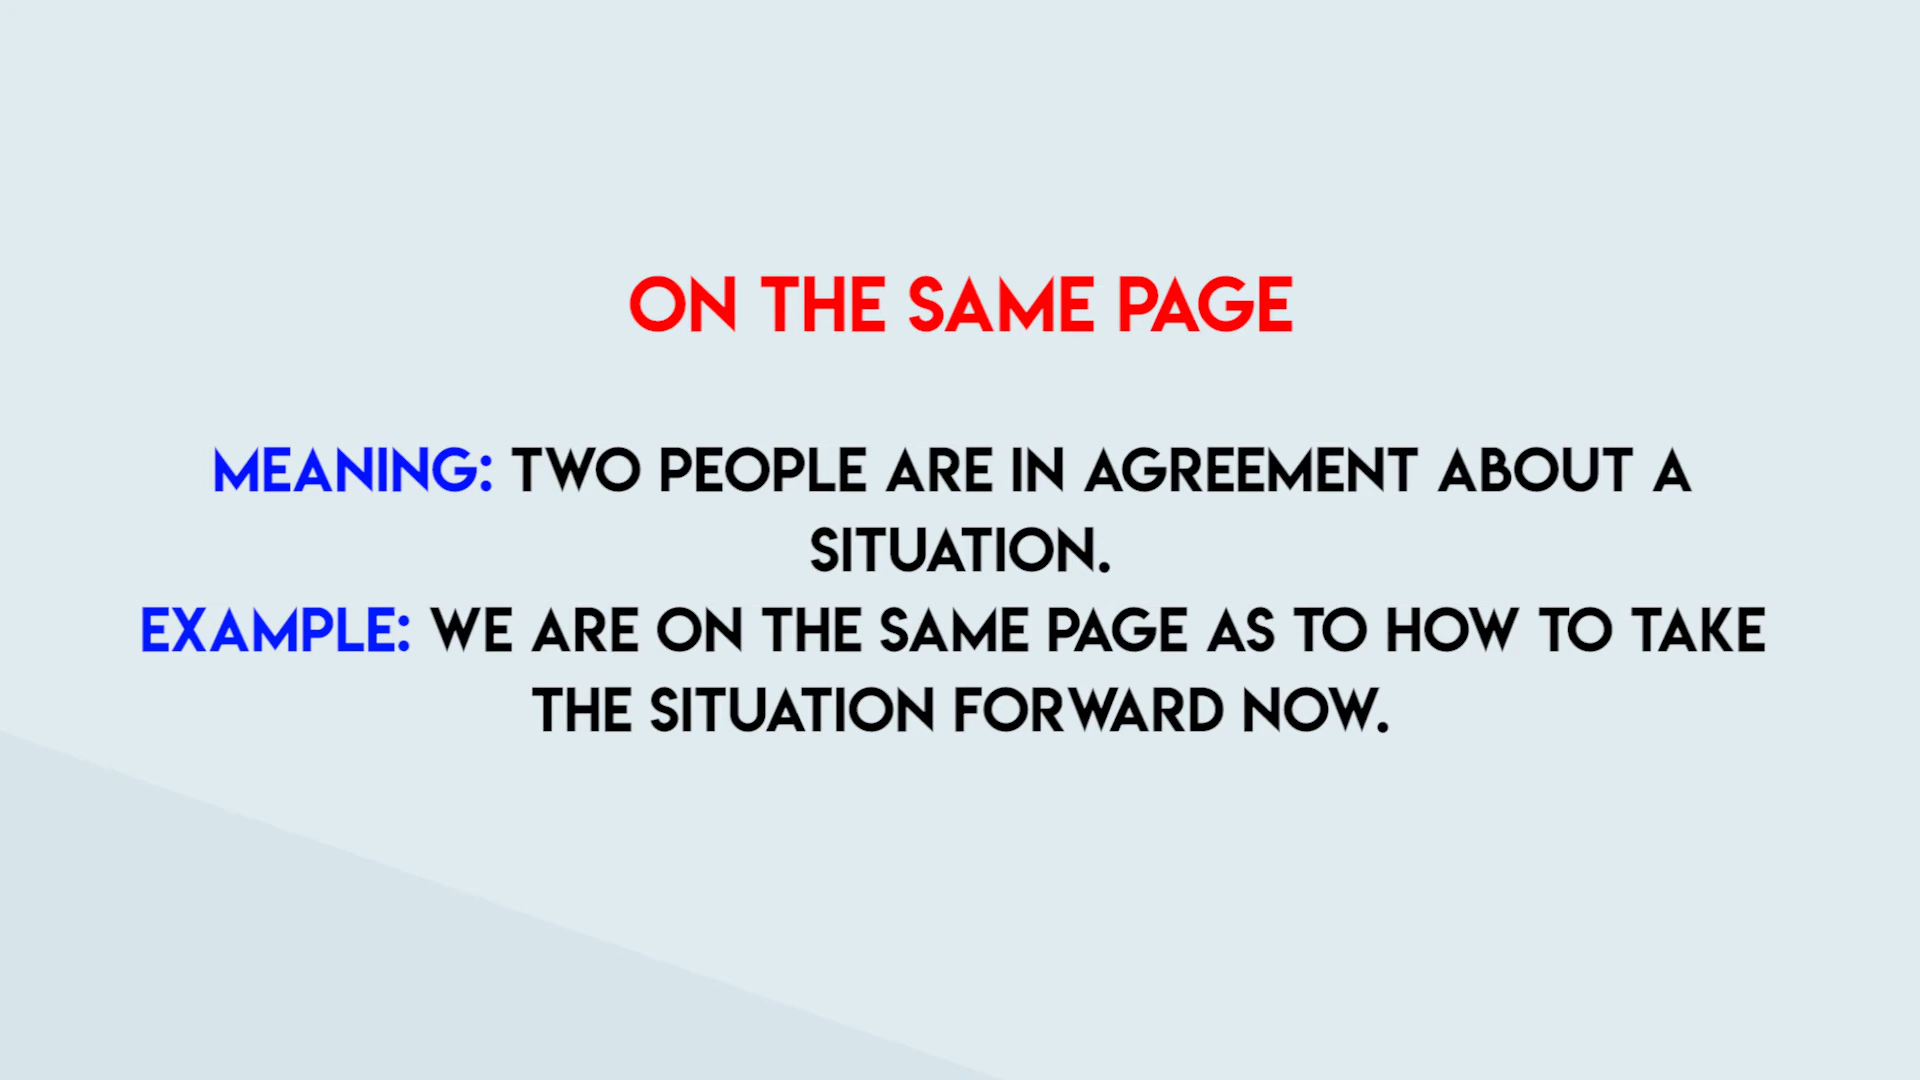 ON THE SAME PAGE
MEANING: TWO PEOPLE ARE IN AGREEMENT ABOUT A
SITUATION.
EXAMPLE: WE ARE ON THE SAME PAGE AS TO HOW TO TAKE
THE SITUATION FORWARD NOW.